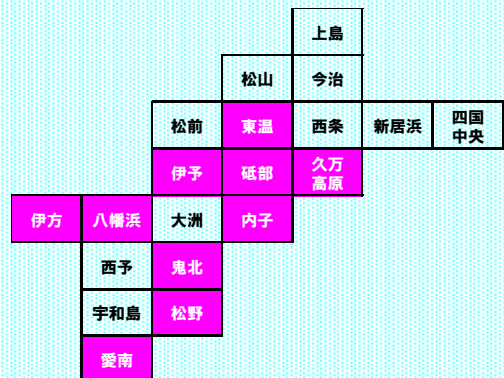 上島
松山
今治
松前
東温
西条
新居浜
四国
中央
伊予
砥部
久万
高原
伊方
八幡浜
大洲
内子
西予
鬼北
宇和島
松野
愛南